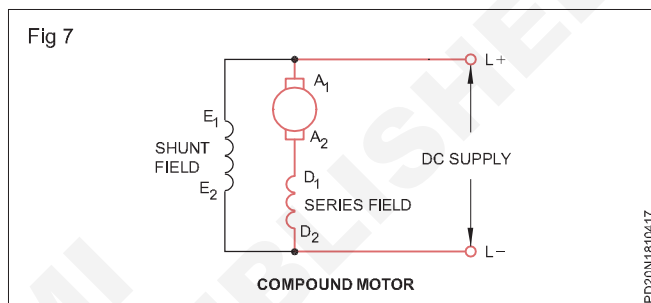 Fig 7
L+
A1
E1
A2
SHUNT
FIELD
DC SUPPLY
E2
D1
SERIES FIELD
D2
L−
COMPOUND MOTOR